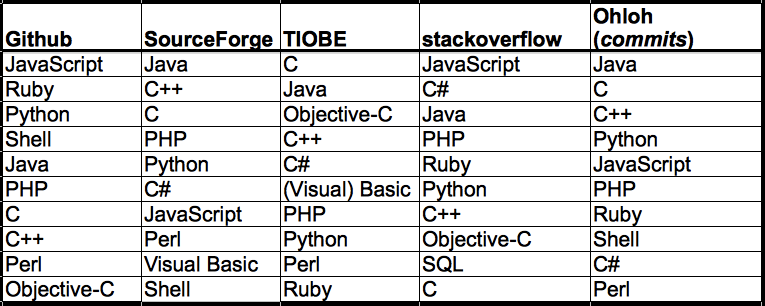 Github SourceForge TIOBE stackoverflow Ohloh (commits)
JavaScript Java C JavaScript Java
Ruby C++ Java C# C
Python C Objective-C Java C++
Shell PHP C++ PHP Python
Java Python C# Ruby JavaScript
PHP C# (Visual) Basic Python PHP
C JavaScript PHP C++ Ruby
C++ Perl Python Objective-C Shell
Perl Visual Basic Perl SQL C#
Objective-C Shell Ruby C Perl